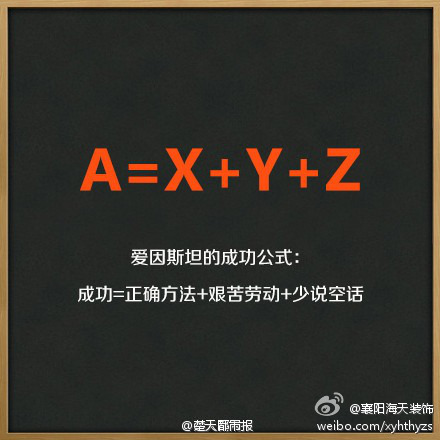 A=X+Y+Z
爱因斯坦的成功公式：
成功=正确方法+艰苦劳动+少说空话
@楚天都市报
@襄阳海天装饰
weibo.com/xyhthyzs